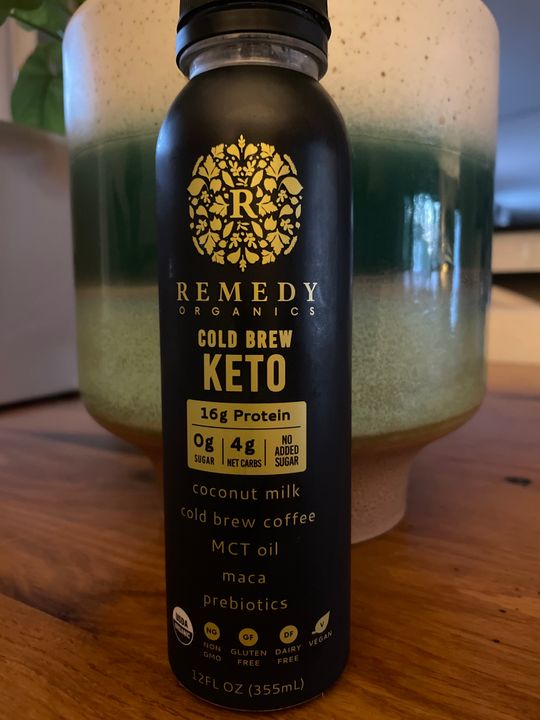 R
REMEDY
ORGANICS
COLD BREW
KETO
16g Protein
0g SUGAR
4g NET CARBS
NO ADDED SUGAR
coconut milk
cold brew coffee
MCT oil
maca
prebiotics
USDA ORGANIC
NG NON GMO
GF GLUTEN FREE
DF DAIRY FREE
V VEGAN
12FL OZ (355mL)